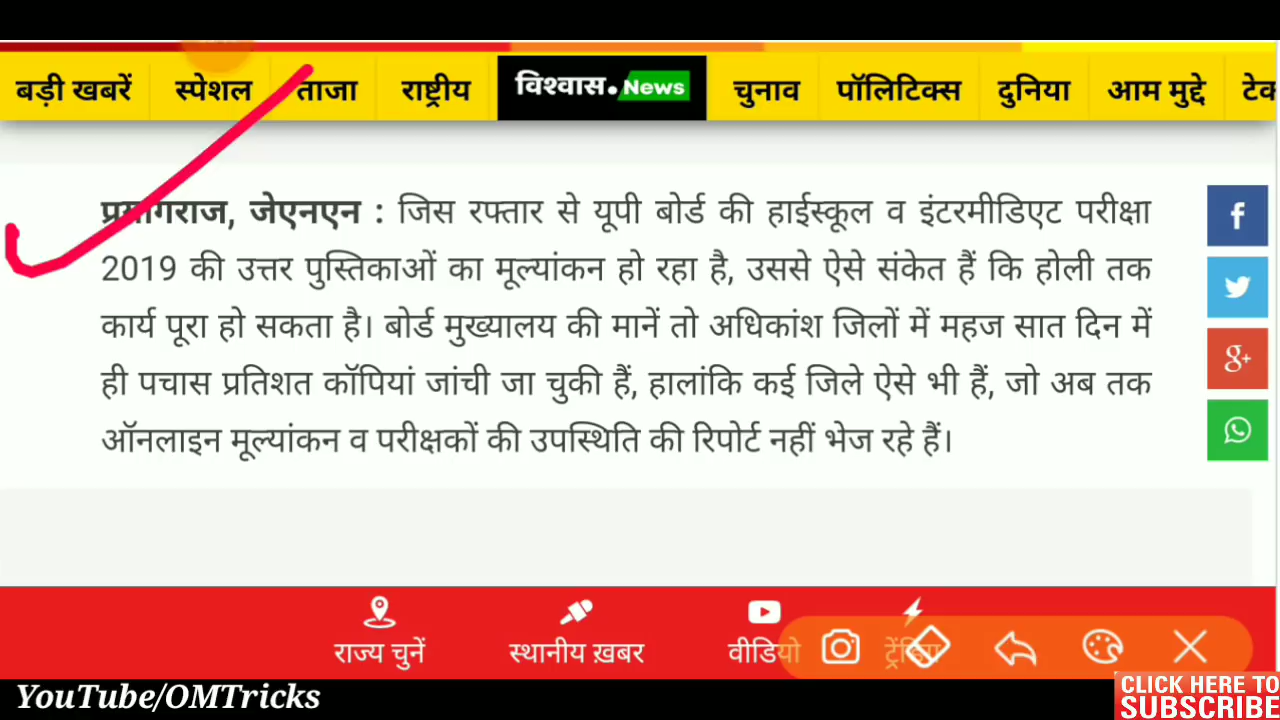 बड़ी खबरें स्पेशल ताजा राष्ट्रीय विश्वास.News चुनाव पॉलिटिक्स दुनिया आम मुद्दे टेक
प्रयागराज, जेएनएन : जिस रफ्तार से यूपी बोर्ड की हाईस्कूल व इंटरमीडिएट परीक्षा
2019 की उत्तर पुस्तिकाओं का मूल्यांकन हो रहा है, उससे ऐसे संकेत हैं कि होली तक
कार्य पूरा हो सकता है। बोर्ड मुख्यालय की मानें तो अधिकांश जिलों में महज सात दिन में
ही पचास प्रतिशत कॉपियां जांची जा चुकी हैं, हालांकि कई जिले ऐसे भी हैं, जो अब तक
ऑनलाइन मूल्यांकन व परीक्षकों की उपस्थिति की रिपोर्ट नहीं भेज रहे हैं।
f
g+
राज्य चुनें स्थानीय ख़बर वीडियो ट्रेंडिंग
YouTube/OMTricks
CLICK HERE TO
SUBSCRIBE